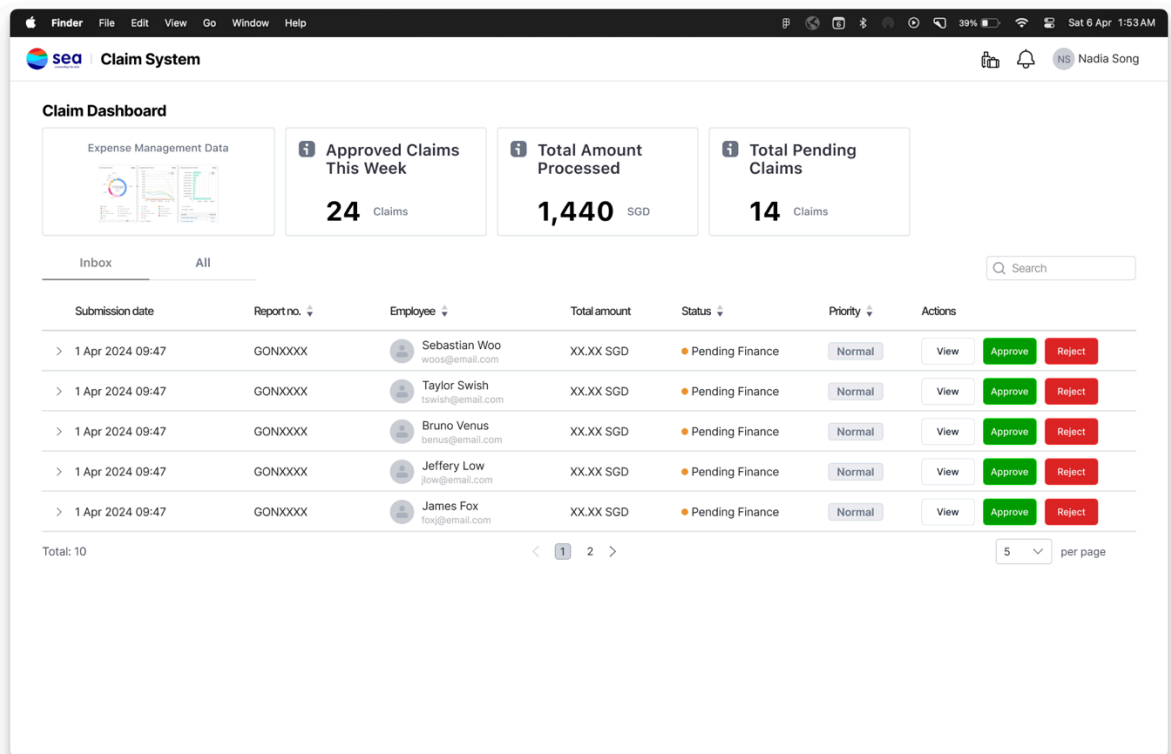 Finder File Edit View Go Window Help 39% Sat 6 Apr 1:53 AM
sea Claim System NS Nadia Song
Claim Dashboard
Expense Management Data
Approved Claims
This Week
24 Claims
Total Amount
Processed
1,440 SGD
Total Pending
Claims
14 Claims
Inbox All Search
Submission date Report no. Employee Total amount Status Priority Actions
1 Apr 2024 09:47 GONXXXX Sebastian Woo XX.XX SGD Pending Finance Normal View Approve Reject
woos@email.com
1 Apr 2024 09:47 GONXXXX Taylor Swish XX.XX SGD Pending Finance Normal View Approve Reject
tswish@email.com
1 Apr 2024 09:47 GONXXXX Bruno Venus XX.XX SGD Pending Finance Normal View Approve Reject
benus@email.com
1 Apr 2024 09:47 GONXXXX Jeffery Low XX.XX SGD Pending Finance Normal View Approve Reject
jlow@email.com
1 Apr 2024 09:47 GONXXXX James Fox XX.XX SGD Pending Finance Normal View Approve Reject
foxj@email.com
Total: 10 1 2 5 per page